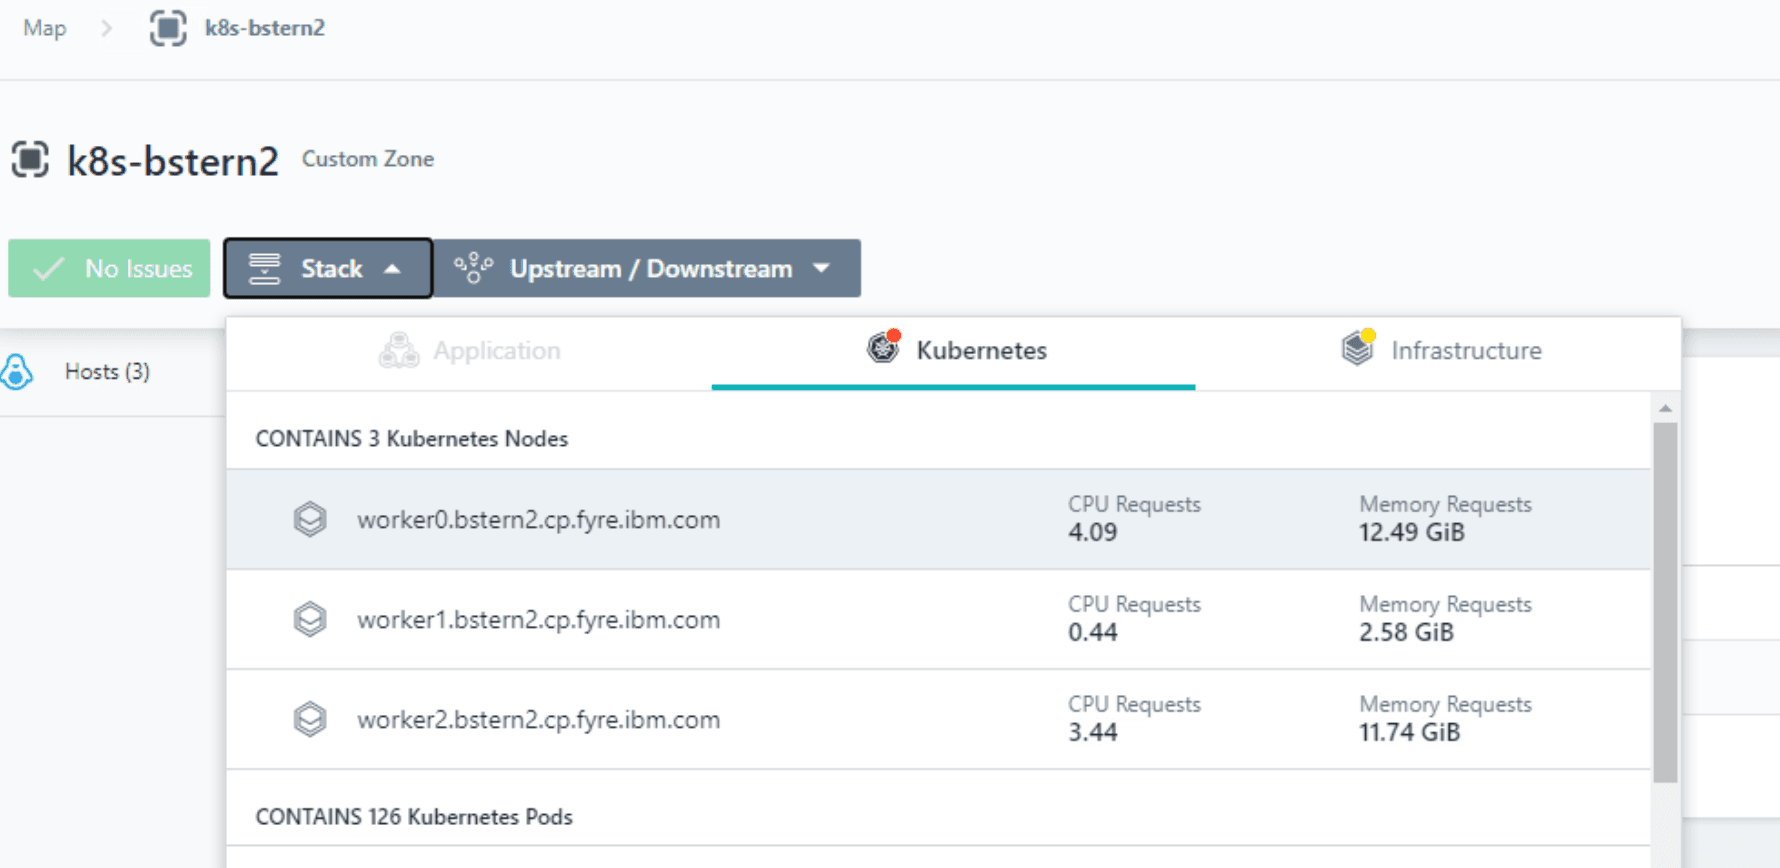 Map > k8s-bstern2
k8s-bstern2 Custom Zone
No Issues Stack Upstream / Downstream
Hosts (3)
Application Kubernetes Infrastructure
CONTAINS 3 Kubernetes Nodes
worker0.bstern2.cp.fyre.ibm.com
CPU Requests
4.09
Memory Requests
12.49 GiB
worker1.bstern2.cp.fyre.ibm.com
CPU Requests
0.44
Memory Requests
2.58 GiB
worker2.bstern2.cp.fyre.ibm.com
CPU Requests
3.44
Memory Requests
11.74 GiB
CONTAINS 126 Kubernetes Pods